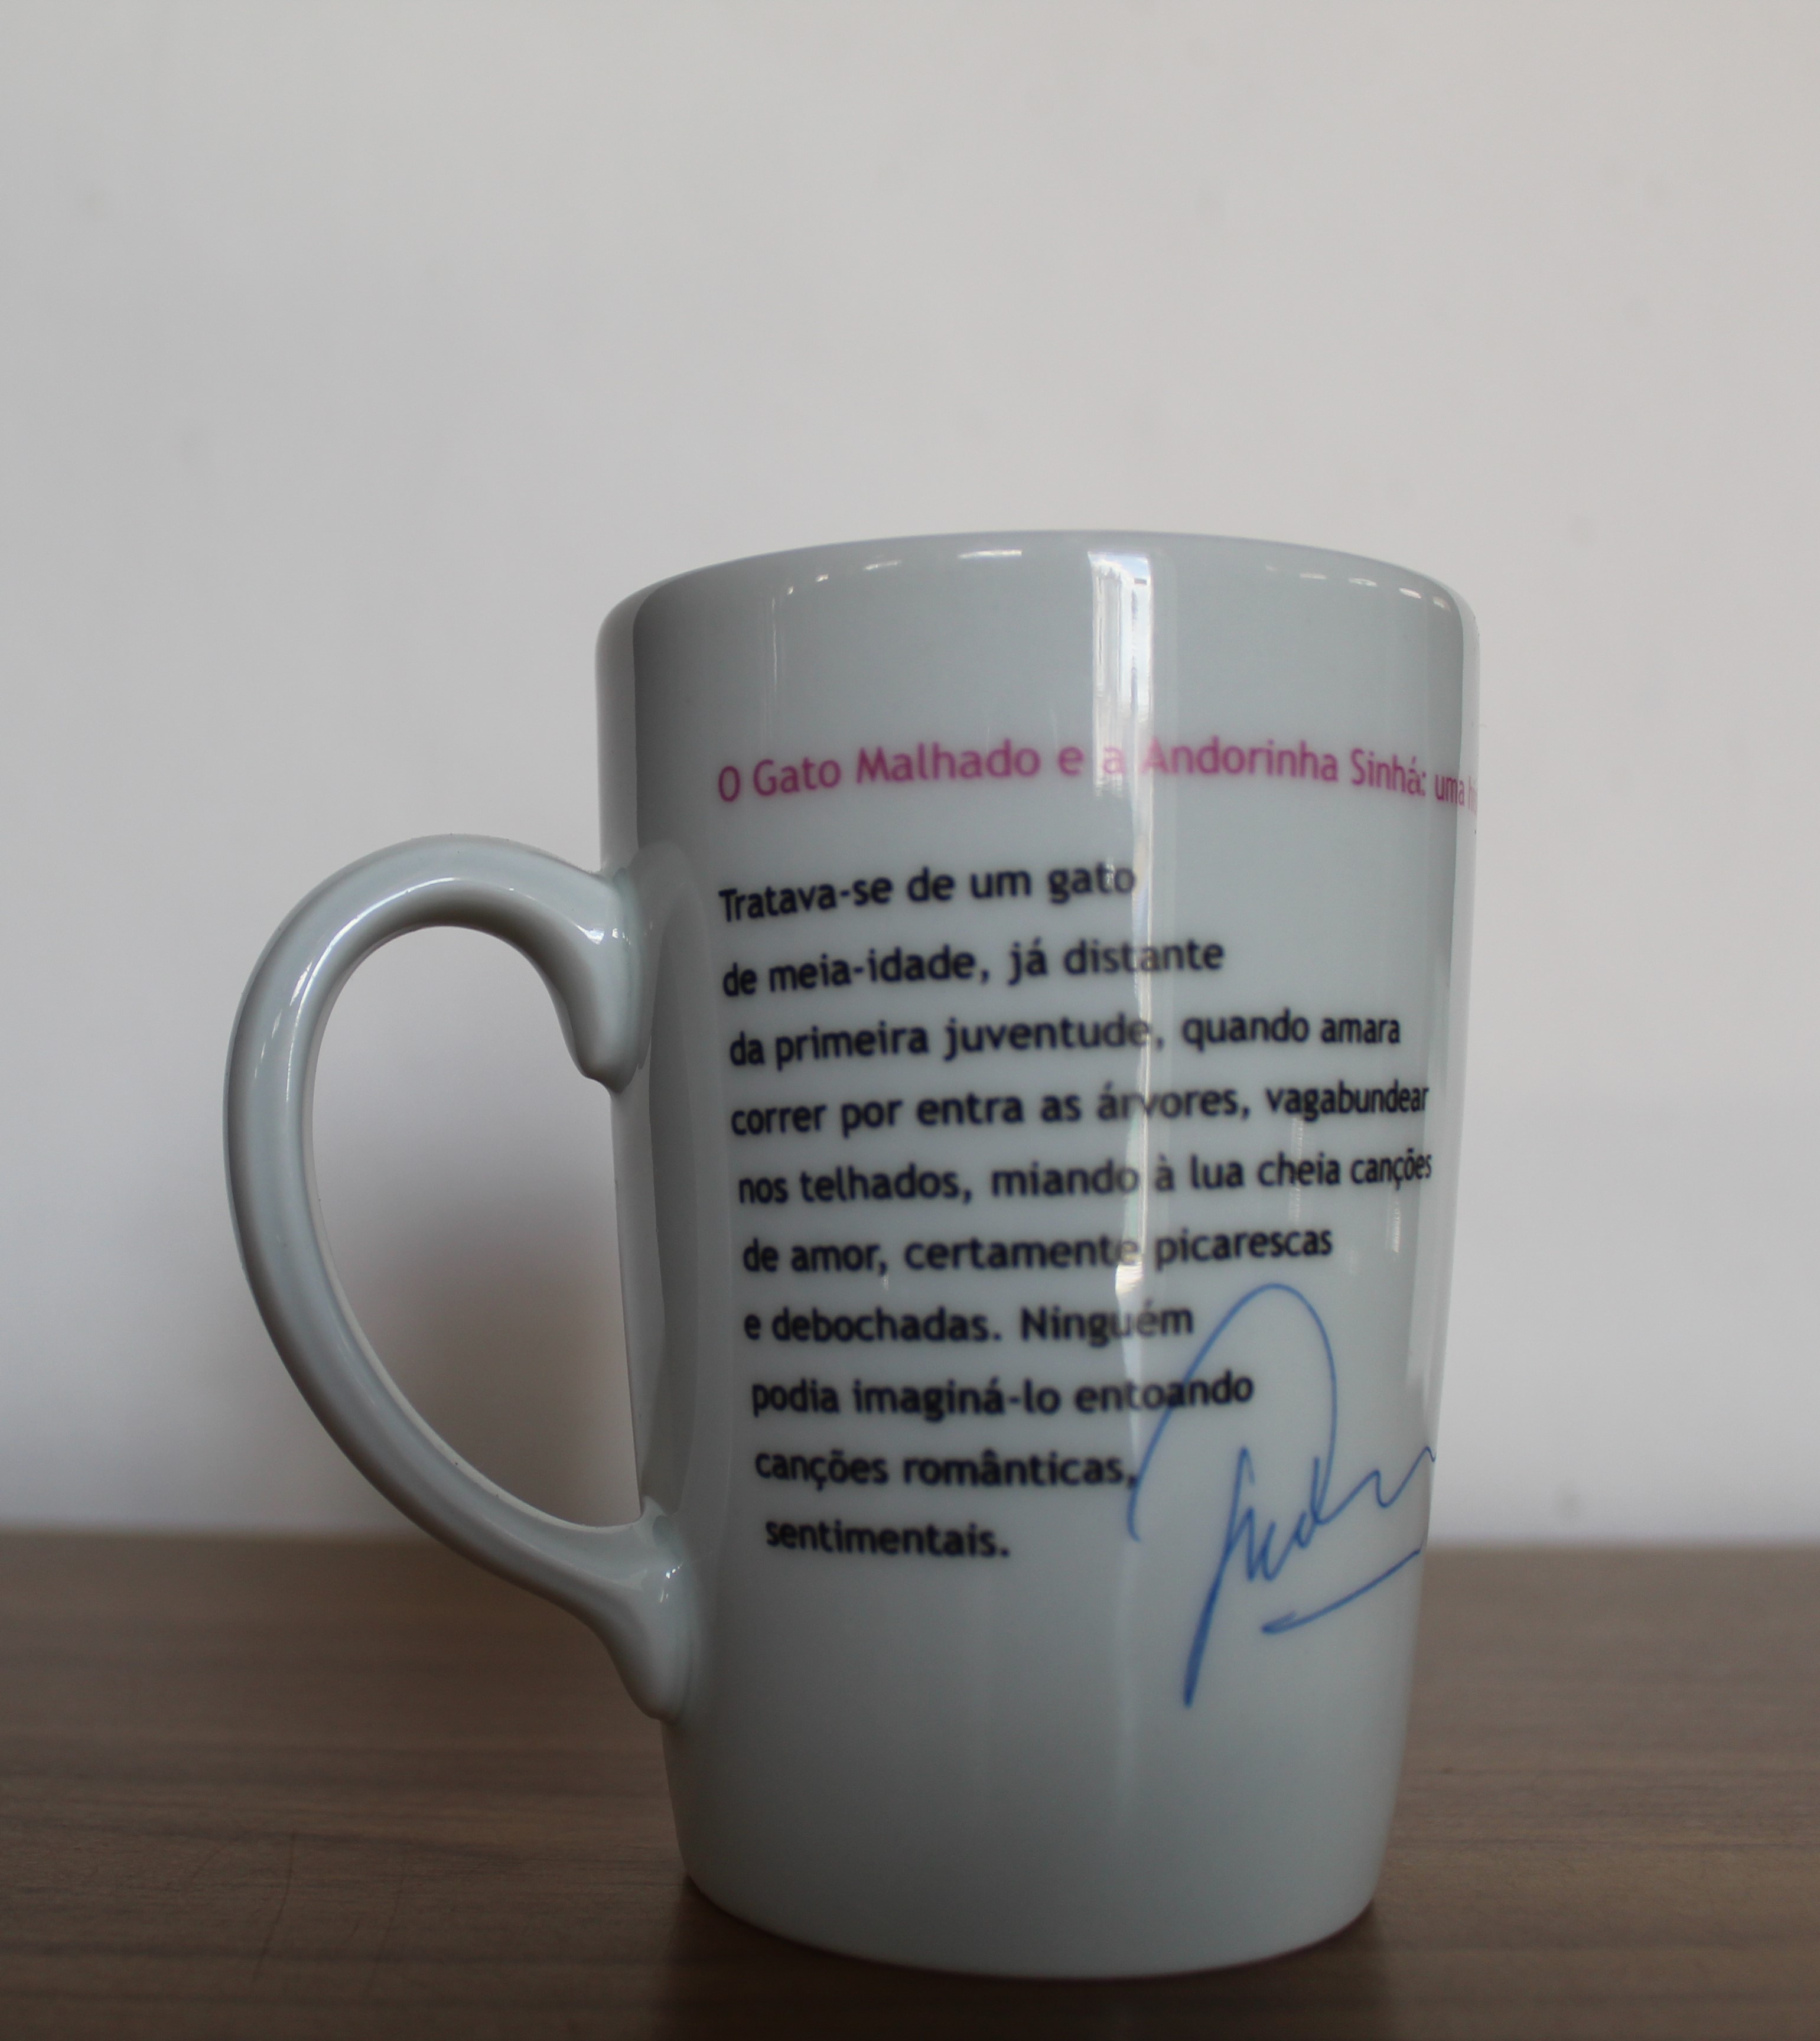 O Gato Malhado e a Andorinha Sinhá: uma
Tratava-se de um gato
de meia-idade, já distante
da primeira juventude, quando amara
correr por entra as árvores, vagabundear
nos telhados, miando à lua cheia canções
de amor, certamente picarescas
e debochadas. Ninguém
podia imaginá-lo entoando
canções românticas,
sentimentais.